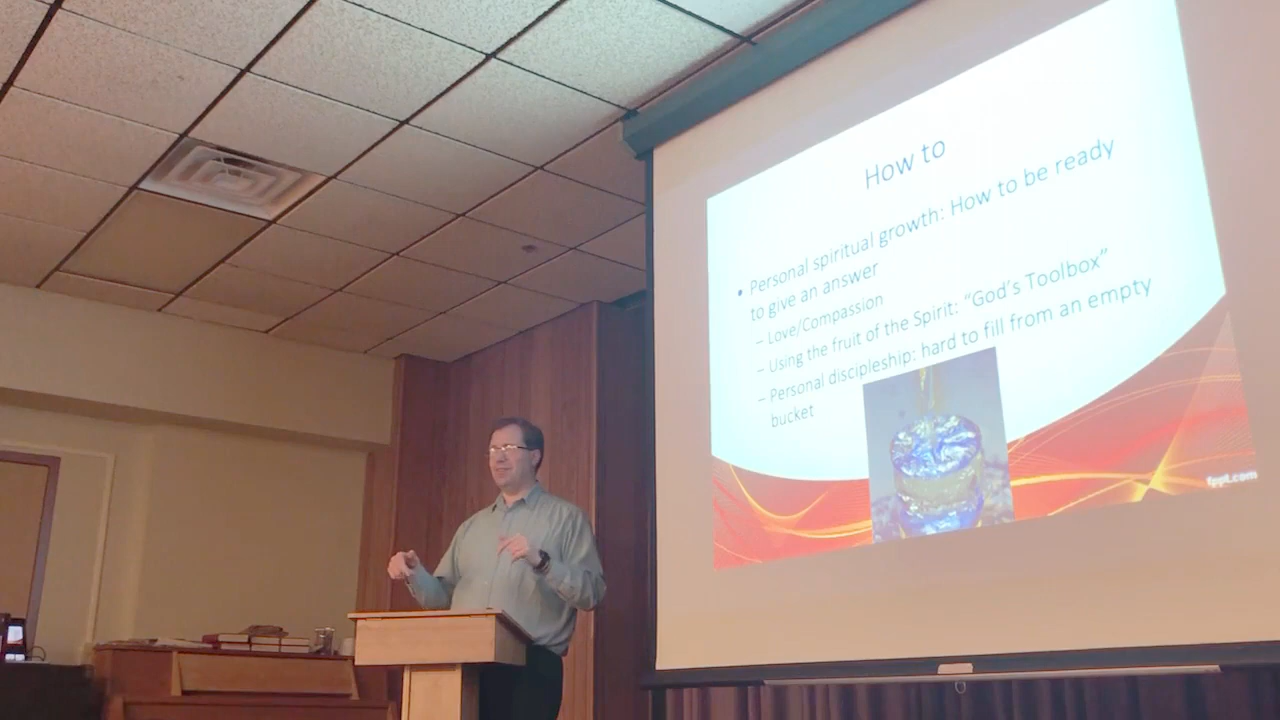 How to
• Personal spiritual growth: How to be ready
to give an answer
– Love/Compassion
– Using the fruit of the Spirit: “God’s Toolbox”
– Personal discipleship: hard to fill from an empty
bucket
fppt.com